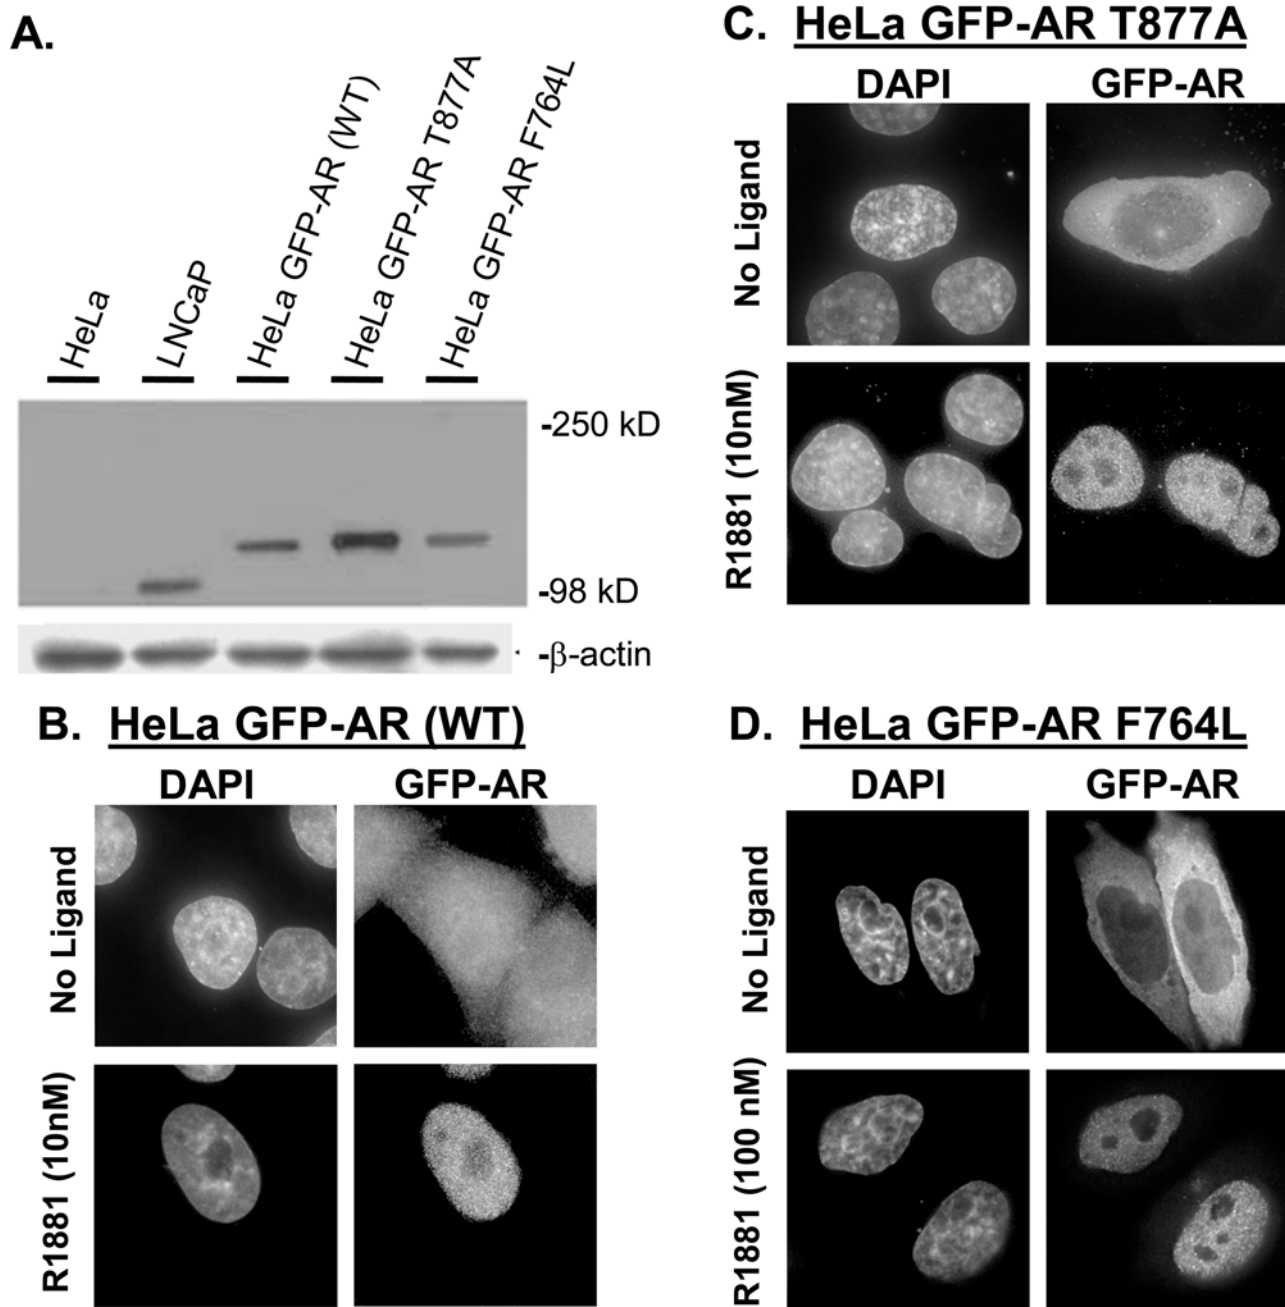 A.
HeLa
LNCaP
HeLa GFP-AR (WT)
HeLa GFP-AR T877A
HeLa GFP-AR F764L
-250 kD
-98 kD
-β-actin
B. HeLa GFP-AR (WT)
DAPI GFP-AR
No Ligand
R1881 (10nM)
C. HeLa GFP-AR T877A
DAPI GFP-AR
No Ligand
R1881 (10nM)
D. HeLa GFP-AR F764L
DAPI GFP-AR
No Ligand
R1881 (100 nM)